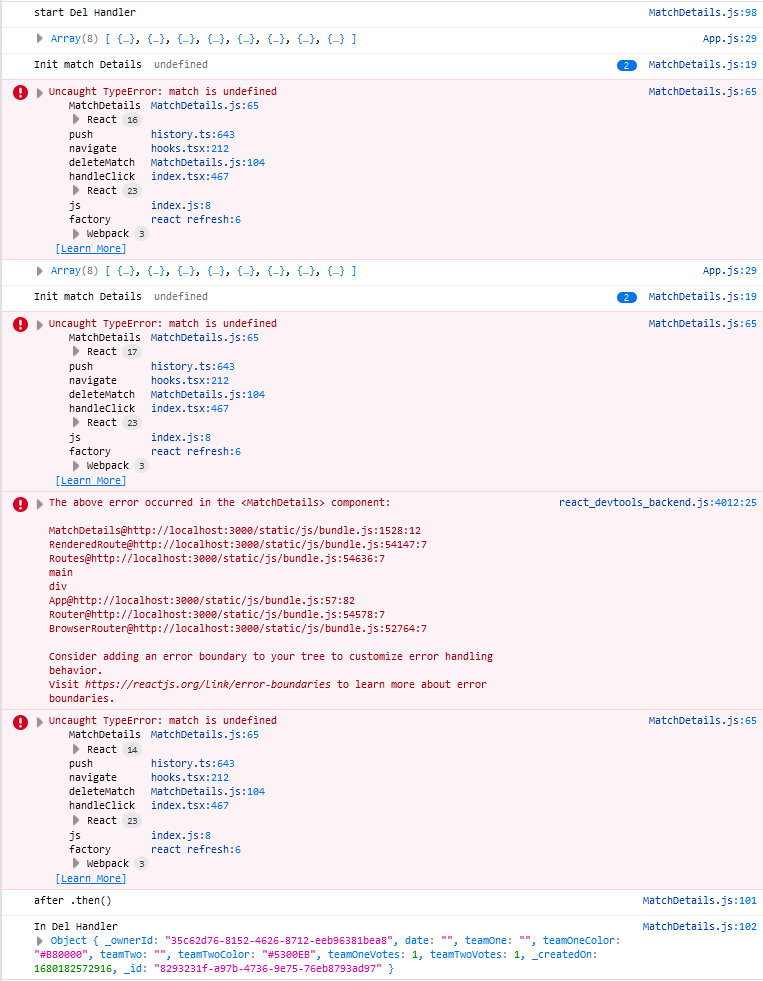 start Del Handler MatchDetails.js:98
Array(8) [ {…}, {…}, {…}, {…}, {…}, {…}, {…}, {…} ] App.js:29
Init match Details undefined 2 MatchDetails.js:19
Uncaught TypeError: match is undefined MatchDetails.js:65
MatchDetails MatchDetails.js:65
React 16
push history.ts:643
navigate hooks.tsx:212
deleteMatch MatchDetails.js:104
handleClick index.tsx:467
React 23
js index.js:8
factory react refresh:6
Webpack 3
[Learn More]
Array(8) [ {…}, {…}, {…}, {…}, {…}, {…}, {…}, {…} ] App.js:29
Init match Details undefined 2 MatchDetails.js:19
Uncaught TypeError: match is undefined MatchDetails.js:65
MatchDetails MatchDetails.js:65
React 17
push history.ts:643
navigate hooks.tsx:212
deleteMatch MatchDetails.js:104
handleClick index.tsx:467
React 23
js index.js:8
factory react refresh:6
Webpack 3
[Learn More]
The above error occurred in the <MatchDetails> component: react_devtools_backend.js:4012:25
MatchDetails@http://localhost:3000/static/js/bundle.js:1528:12
RenderedRoute@http://localhost:3000/static/js/bundle.js:54147:7
Routes@http://localhost:3000/static/js/bundle.js:54636:7
main
div
App@http://localhost:3000/static/js/bundle.js:57:82
Router@http://localhost:3000/static/js/bundle.js:54578:7
BrowserRouter@http://localhost:3000/static/js/bundle.js:52764:7
Consider adding an error boundary to your tree to customize error handling
behavior.
Visit https://reactjs.org/link/error-boundaries to learn more about error
boundaries.
Uncaught TypeError: match is undefined MatchDetails.js:65
MatchDetails MatchDetails.js:65
React 14
push history.ts:643
navigate hooks.tsx:212
deleteMatch MatchDetails.js:104
handleClick index.tsx:467
React 23
js index.js:8
factory react refresh:6
Webpack 3
[Learn More]
after .then() MatchDetails.js:101
In Del Handler MatchDetails.js:102
Object { _ownerId: "35c62d76-8152-4626-8712-eeb96381bea8", date: "", teamOne: "", teamOneColor:
"#B80000", teamTwo: "", teamTwoColor: "#5300EB", teamOneVotes: 1, teamTwoVotes: 1, _createdOn:
1680182572916, _id: "8293231f-a97b-4736-9e75-76eb8793ad97" }